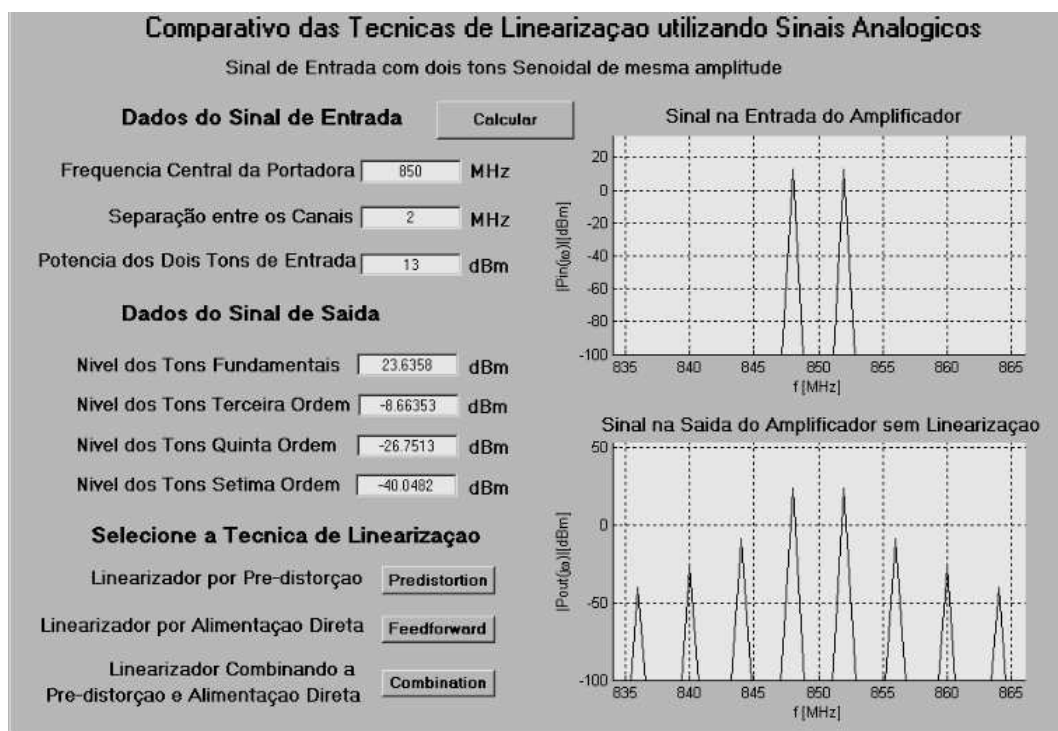 Comparativo das Tecnicas de Linearizaçao utilizando Sinais Analogicos
Sinal de Entrada com dois tons Senoidal de mesma amplitude
Dados do Sinal de Entrada
Calcular
Frequencia Central da Portadora 850 MHz
Separação entre os Canais 2 MHz
Potencia dos Dois Tons de Entrada 13 dBm
Dados do Sinal de Saida
Nivel dos Tons Fundamentais 23.6358 dBm
Nivel dos Tons Terceira Ordem -8.66353 dBm
Nivel dos Tons Quinta Ordem -26.7513 dBm
Nivel dos Tons Setima Ordem -40.0482 dBm
Selecione a Tecnica de Linearizaçao
Linearizador por Pre-distorçao Predistortion
Linearizador por Alimentaçao Direta Feedforward
Linearizador Combinando a
Pre-distorçao e Alimentaçao Direta Combination
Sinal na Entrada do Amplificador
20
0
-20
-40
-60
-80
-100
|Pin(jω)|[dBm]
835 840 845 850 855 860 865
f [MHz]
Sinal na Saida do Amplificador sem Linearizaçao
50
0
-50
-100
|Pout(jω)|[dBm]
835 840 845 850 855 860 865
f [MHz]